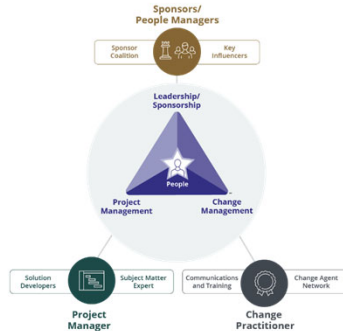 Sponsors/
People Managers
Sponsor
Coalition
Key
Influencers
Leadership/
Sponsorship
People
Project
Management
Change
Management
Solution
Developers
Subject Matter
Expert
Communications
and Training
Change Agent
Network
Project
Manager
Change
Practitioner